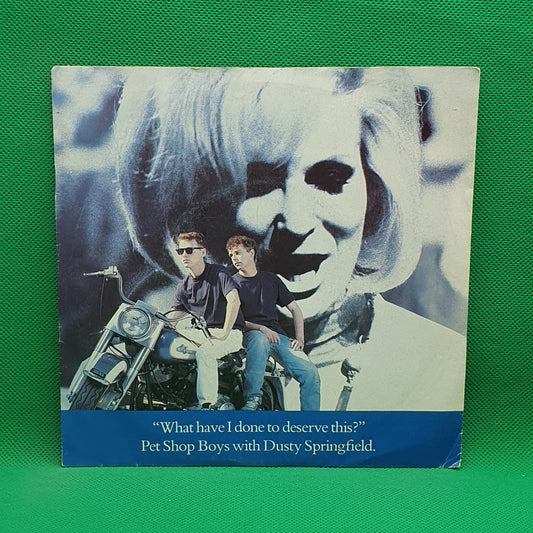 "What have I done to deserve this?"
Pet Shop Boys with Dusty Springfield.